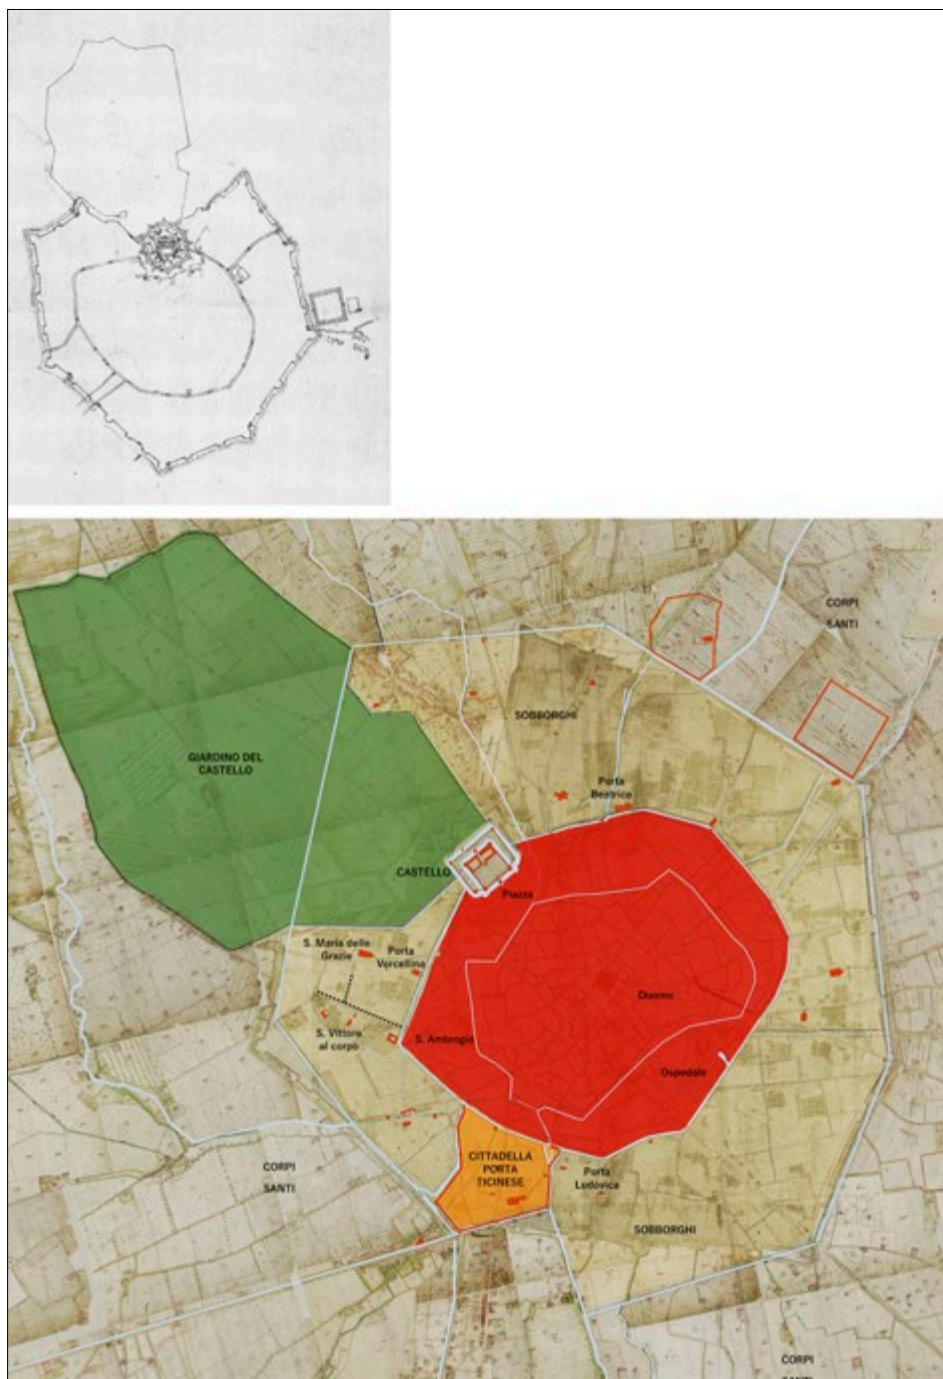 CORPI
SANTI
SOBBORGHI
GIARDINO DEL
CASTELLO
Porta
Beatrice
CASTELLO
Piazza
S. Maria delle
Grazie
Porta
Vercellina
Duomo
S. Vittore
al corpo
S. Ambrogio
Ospedale
CITTADELLA
PORTA
TICINESE
CORPI
SANTI
Porta
Ludovica
SOBBORGHI
CORPI